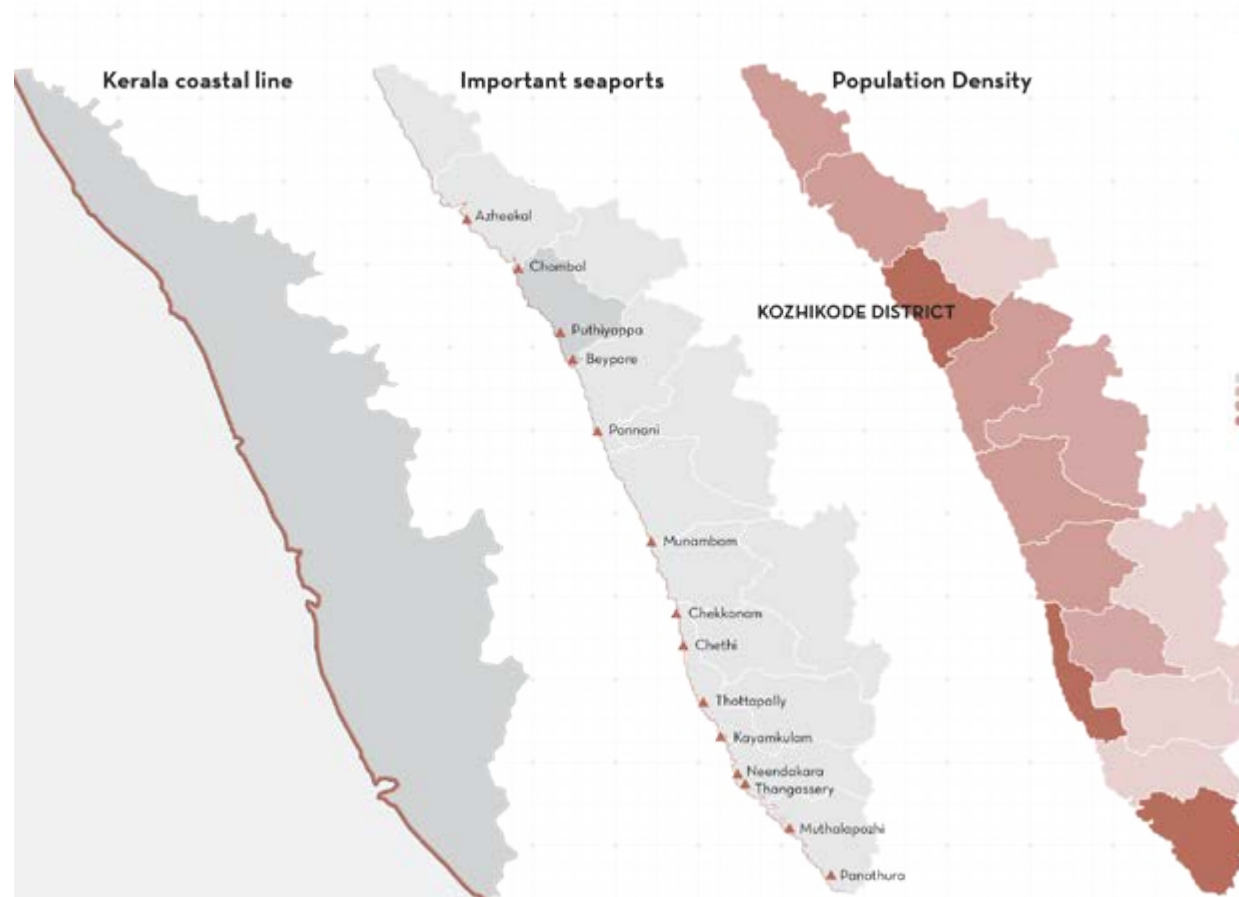 Kerala coastal line
Important seaports
Population Density
Azheekal
Chombal
KOZHIKODE DISTRICT
Puthiyappa
Beypore
Ponnani
Munambam
Chekkanam
Chethi
Thottapally
Kayamkulam
Neendakara
Thangassery
Muthalapozhi
Panathura